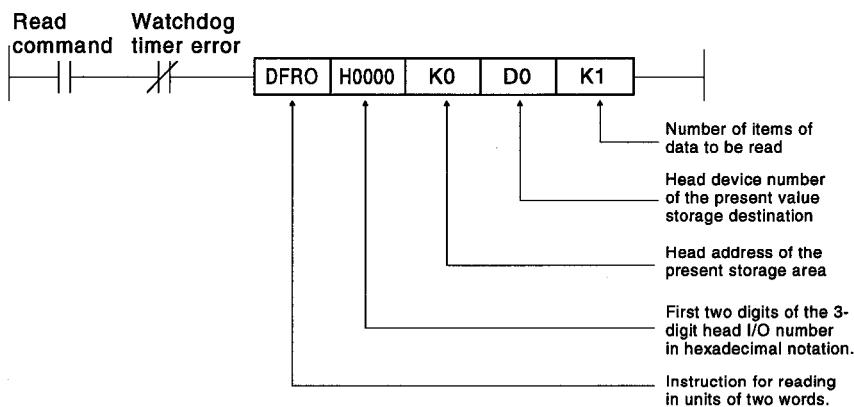 Read
command
Watchdog
timer error
DFRO H0000 K0 D0 K1
Number of items of
data to be read
Head device number
of the present value
storage destination
Head address of the
present storage area
First two digits of the 3-
digit head I/O number
in hexadecimal notation.
Instruction for reading
in units of two words.